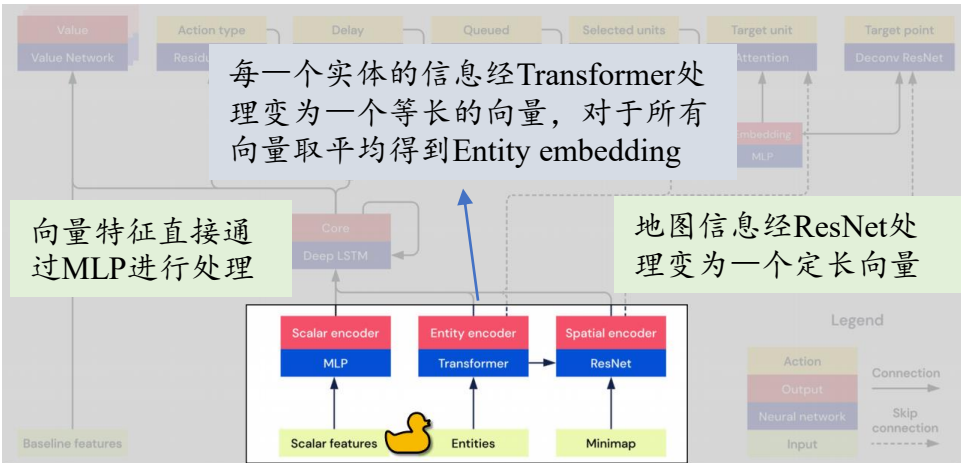 Value
Value Network
Action type
Delay
Queued
Selected units
Target unit
Attention
Target point
Deconv ResNet
每一个实体的信息经Transformer处
理变为一个等长的向量，对于所有
向量取平均得到Entity embedding
embedding
MLP
向量特征直接通
过MLP进行处理
Core
Deep LSTM
地图信息经ResNet处
理变为一个定长向量
Scalar encoder
MLP
Entity encoder
Transformer
Spatial encoder
ResNet
Baseline features
Scalar features
Entities
Minimap
Legend
Action
Output
Neural network
Input
Connection
Skip
connection